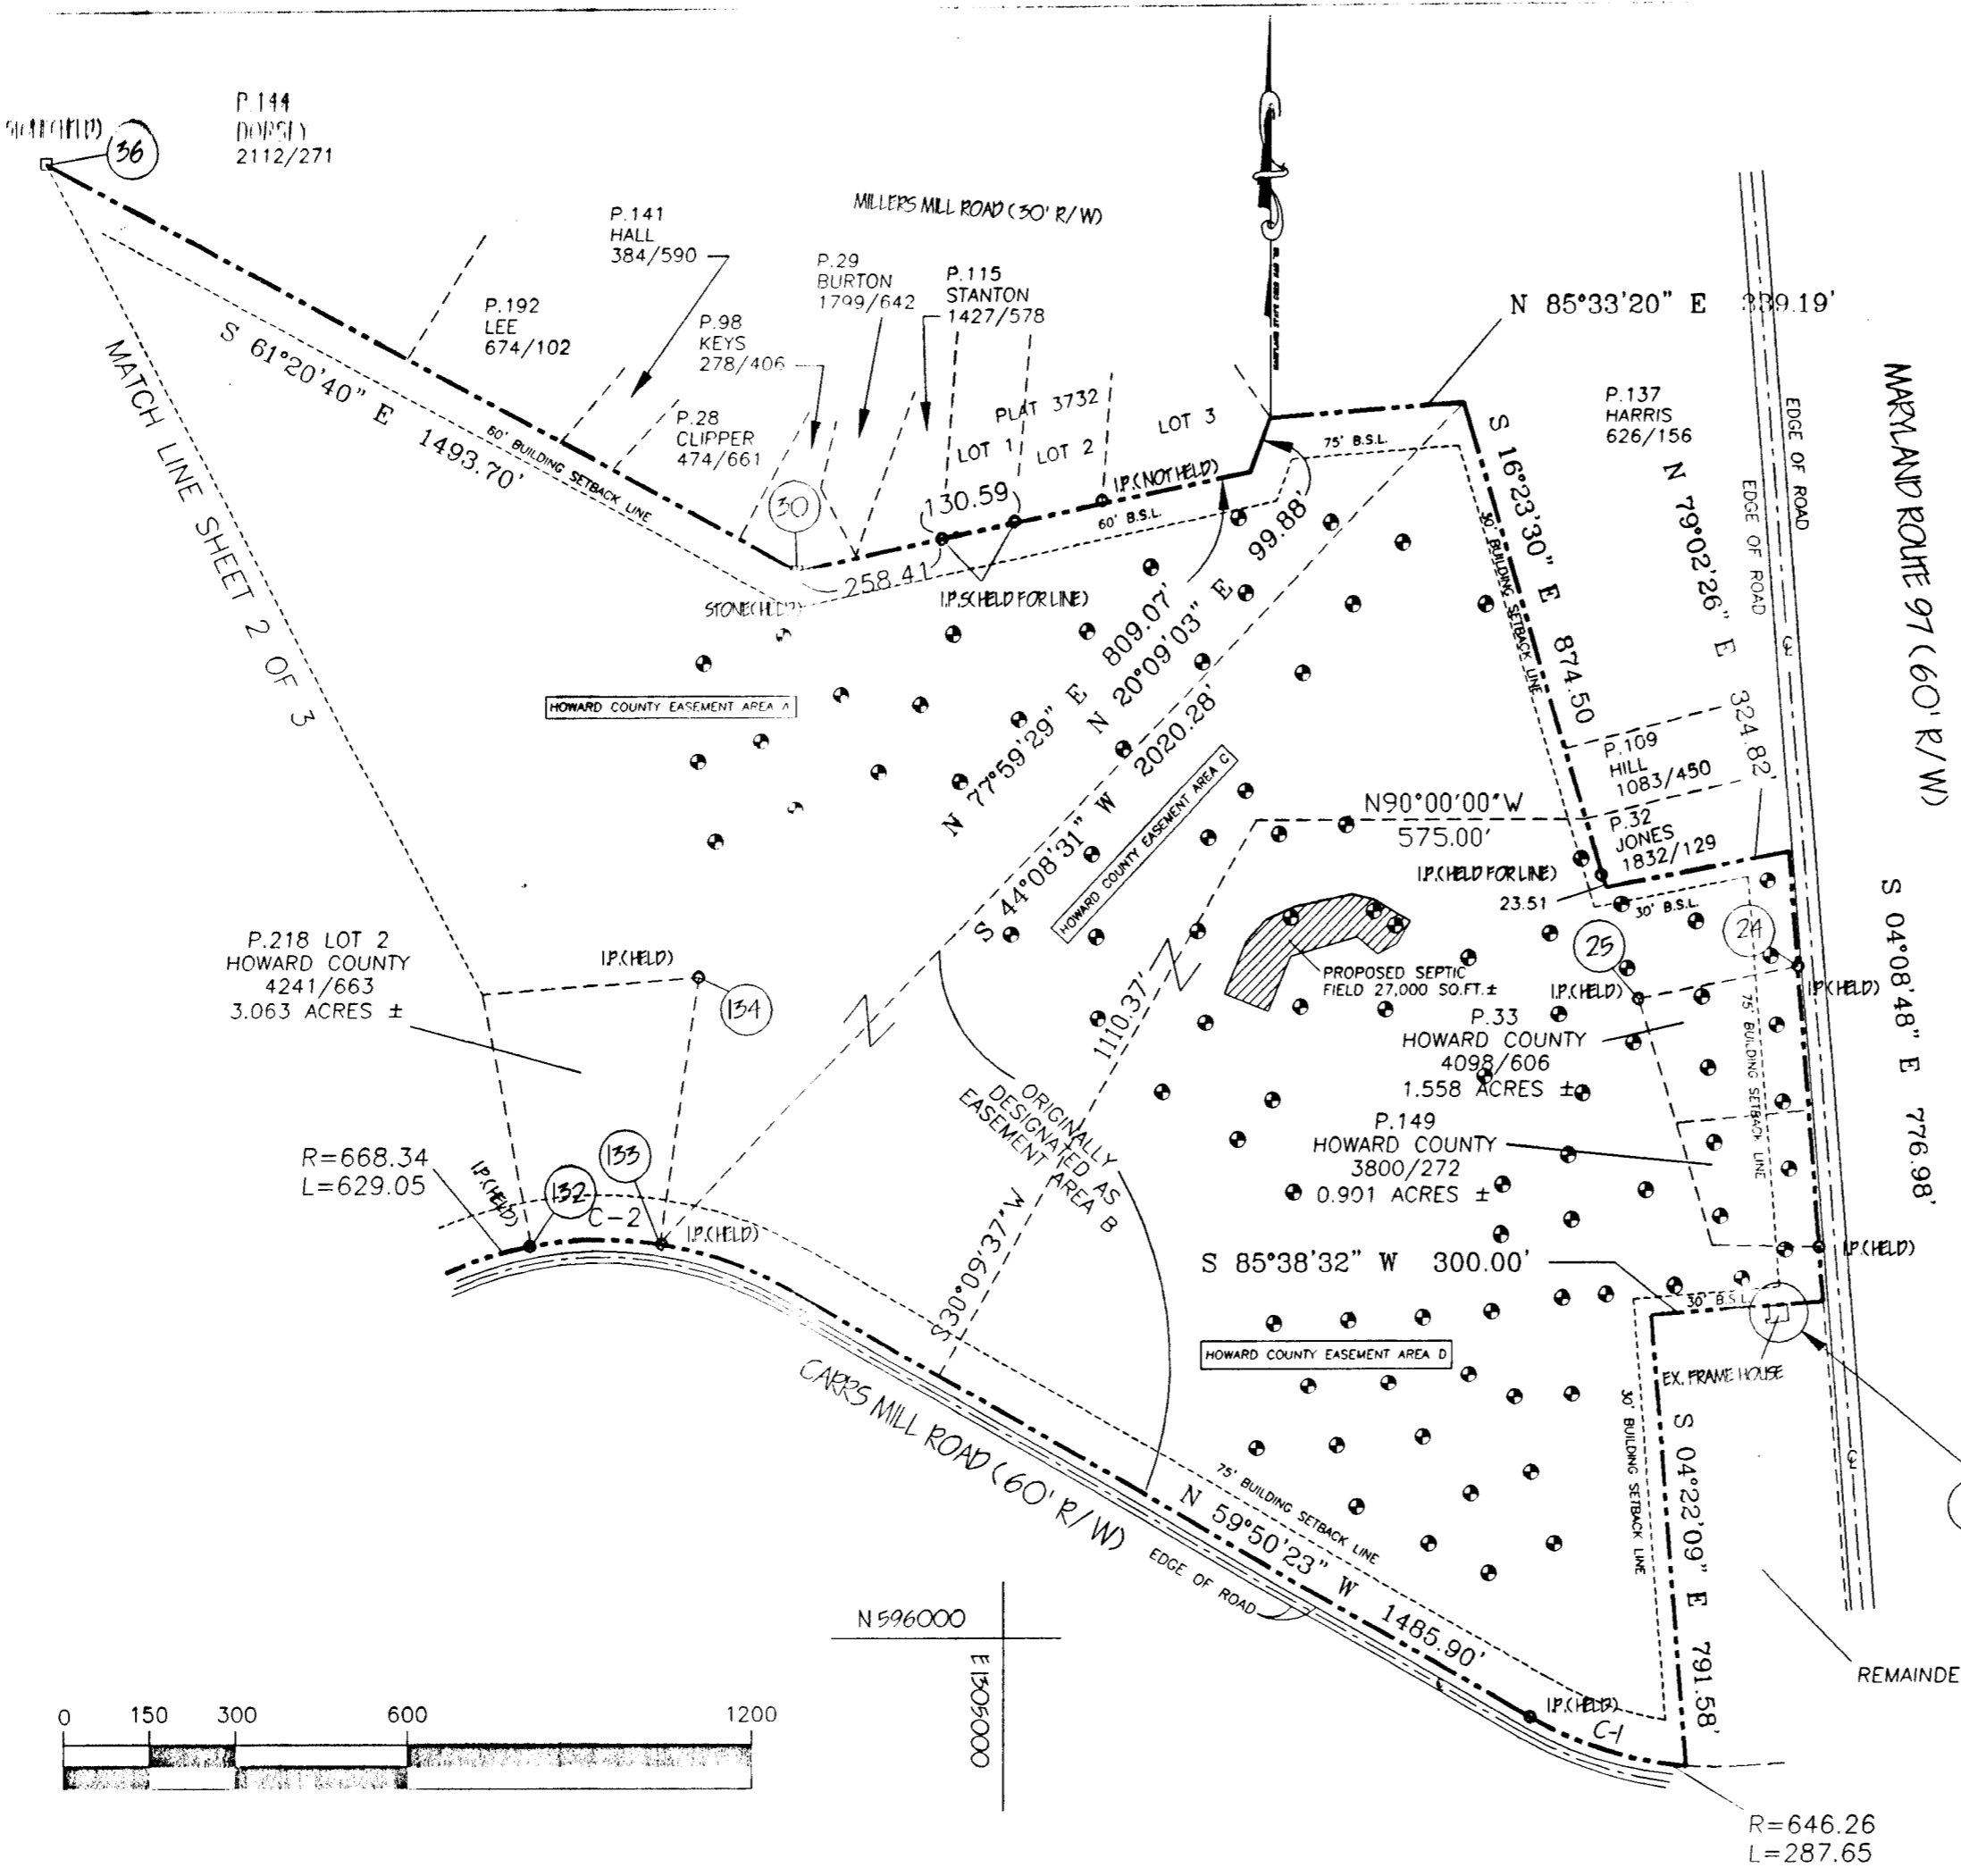 P.144
DORSEY
2112/271
36
P.141
HALL
384/590
MILLERS MILL ROAD (30' R/W)
P.29
BURTON
1799/642
P.115
STANTON
1427/578
P.192
LEE
674/102
P.98
KEYS
278/406
N 85°33'20" E 339.19'
S 61°20'40" E 1493.70'
60' BUILDING SETBACK LINE
MATCH LINE SHEET 2 OF 3
P.28
CLIPPER
474/661
PLAT 3732
LOT 1
LOT 2
LOT 3
75' B.S.L.
P.137
HARRIS
626/156
EDGE OF ROAD
EDGE OF ROAD
MARYLAND ROUTE 97 (60' R/W)
30
130.59
I.P.(NOT HELD)
60' B.S.L.
258.41
STONE(HELD)
I.P.S(HELD FOR LINE)
S 16°23'30" E 874.50
30' BUILDING SETBACK LINE
N 79°02'26" E 324.82'
HOWARD COUNTY EASEMENT AREA A
N 77°59'29" E 809.07'
N 20°09'03" E 99.88'
S 44°08'31" W 2020.28'
HOWARD COUNTY EASEMENT AREA C
P.109
HILL
1083/450
N90°00'00"W
575.00'
P.32
JONES
1832/129
I.P.(HELD FOR LINE)
23.51
30' B.S.L.
25
24
S 04°08'48" E 776.98'
P.218 LOT 2
HOWARD COUNTY
4241/663
3.063 ACRES ±
I.P.(HELD)
134
PROPOSED SEPTIC
FIELD 27,000 SQ.FT.±
I.P.(HELD)
I.P.(HELD)
P.33
HOWARD COUNTY
4098/606
1.558 ACRES ±
75' BUILDING SETBACK LINE
1110.37'
S30°09'37"W
ORIGINALLY
DESIGNATED AS
EASEMENT AREA B
P.149
HOWARD COUNTY
3800/272
0.901 ACRES ±
R=668.34
L=629.05
I.P.(HELD)
132
133
C-2
I.P.(HELD)
S 85°38'32" W 300.00'
I.P.(HELD)
30' B.S.L.
HOWARD COUNTY EASEMENT AREA D
EX. FRAME HOUSE
30' BUILDING SETBACK LINE
S 04°22'09" E 791.58'
CARRS MILL ROAD (60' R/W)
75' BUILDING SETBACK LINE
N 59°50'23" W 1485.90'
EDGE OF ROAD
N 596000
E 1305000
I.P.(HELD)
C-1
REMAINDE
0 150 300 600 1200
R=646.26
L=287.65